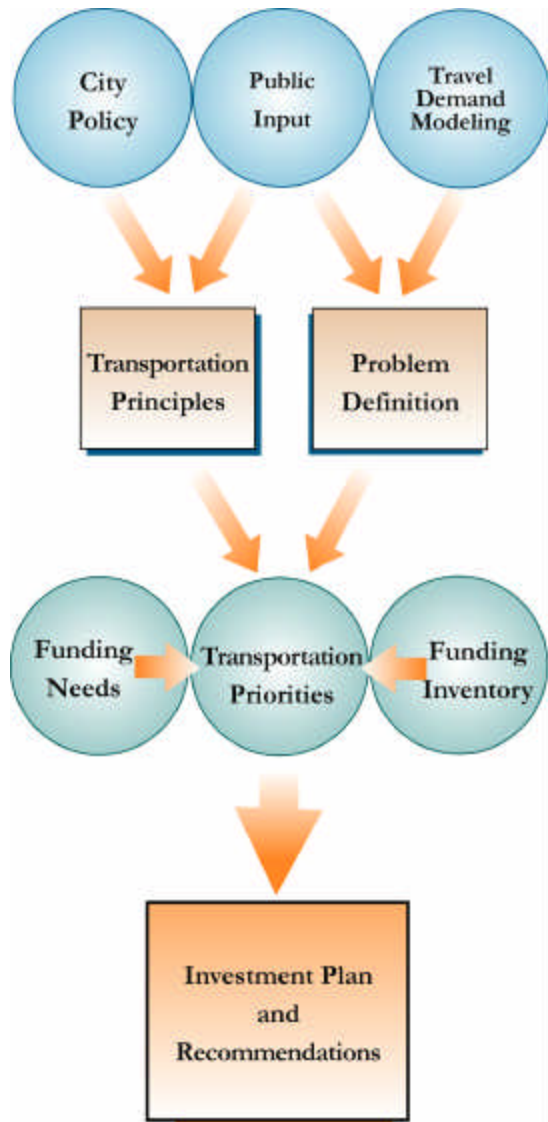 City
Policy
Public
Input
Travel
Demand
Modeling
Transportation
Principles
Problem
Definition
Funding
Needs
Transportation
Priorities
Funding
Inventory
Investment Plan
and
Recommendations